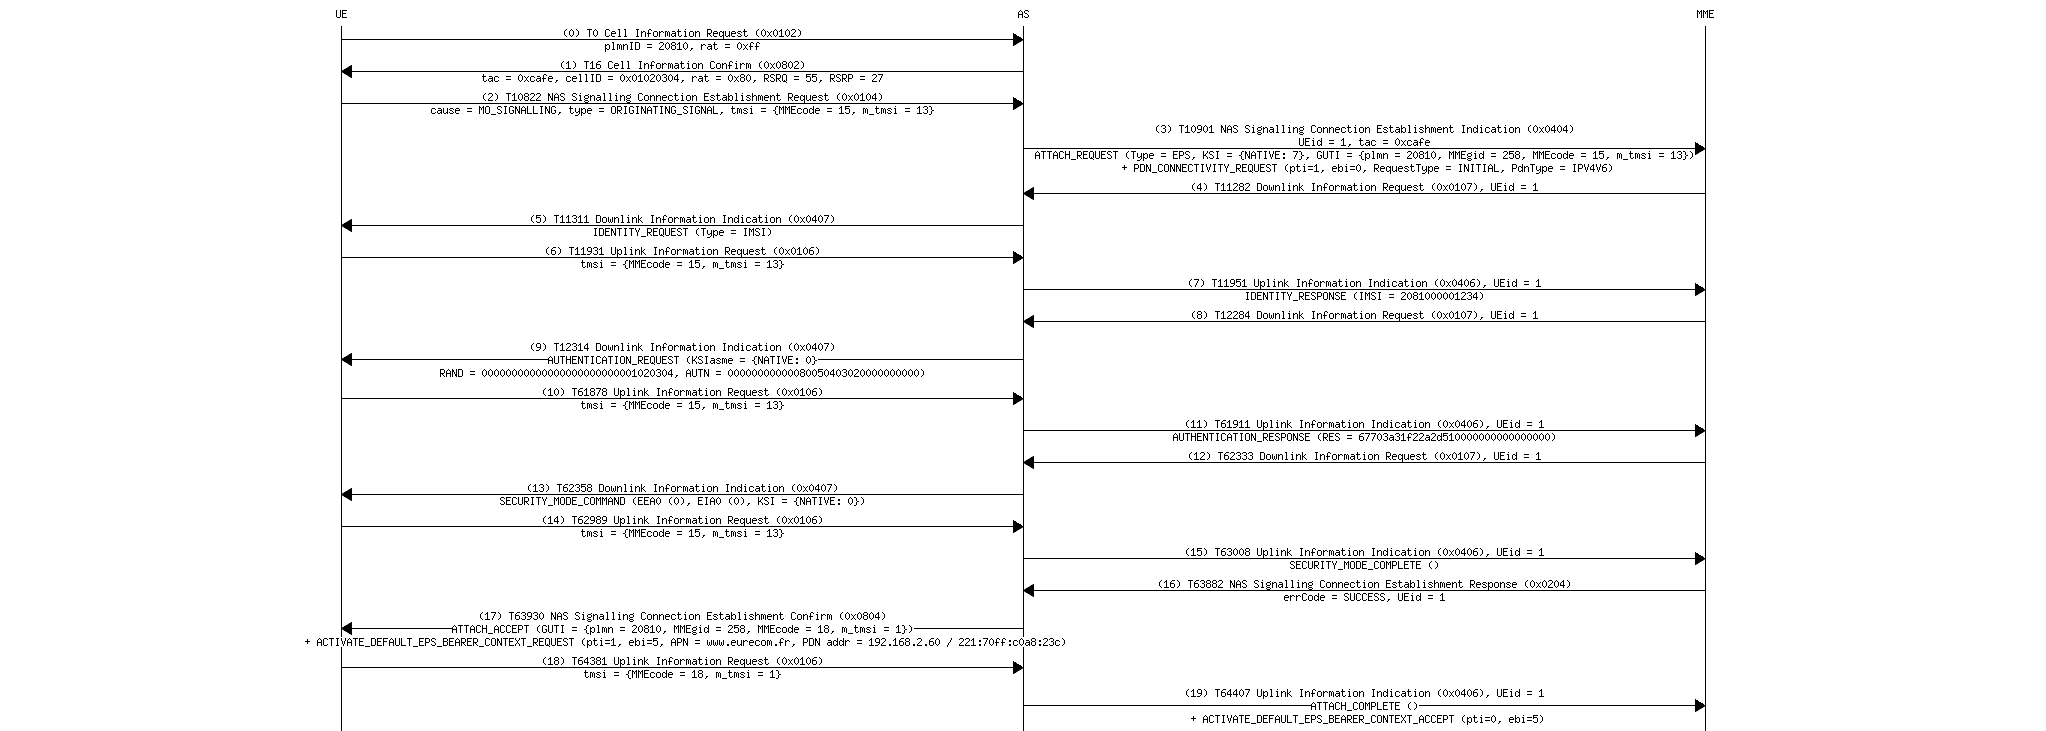 UE AS MME
(0) T0 Cell Information Request (0x0102)
plmnID = 20810, rat = 0xff
(1) T16 Cell Information Confirm (0x0802)
tac = 0xcafe, cellID = 0x01020304, rat = 0x80, RSRQ = 55, RSRP = 27
(2) T10822 NAS Signalling Connection Establishment Request (0x0104)
cause = MO_SIGNALLING, type = ORIGINATING_SIGNAL, tmsi = {MMEcode = 15, m_tmsi = 13}
(3) T10901 NAS Signalling Connection Establishment Indication (0x0404)
UEid = 1, tac = 0xcafe
ATTACH_REQUEST (Type = EPS, KSI = {NATIVE: 7}, GUTI = {plmn = 20810, MMEgid = 258, MMEcode = 15, m_tmsi = 13})
+ PDN_CONNECTIVITY_REQUEST (pti=1, ebi=0, RequestType = INITIAL, PdnType = IPV4V6)
(4) T11282 Downlink Information Request (0x0107), UEid = 1
(5) T11311 Downlink Information Indication (0x0407)
IDENTITY_REQUEST (Type = IMSI)
(6) T11931 Uplink Information Request (0x0106)
tmsi = {MMEcode = 15, m_tmsi = 13}
(7) T11951 Uplink Information Indication (0x0406), UEid = 1
IDENTITY_RESPONSE (IMSI = 2081000001234)
(8) T12284 Downlink Information Request (0x0107), UEid = 1
(9) T12314 Downlink Information Indication (0x0407)
AUTHENTICATION_REQUEST (KSIasme = {NATIVE: 0}
RAND = 00000000000000000000000001020304, AUTN = 00000000000080050403020000000000)
(10) T61878 Uplink Information Request (0x0106)
tmsi = {MMEcode = 15, m_tmsi = 13}
(11) T61911 Uplink Information Indication (0x0406), UEid = 1
AUTHENTICATION_RESPONSE (RES = 67703a31f22a2d510000000000000000)
(12) T62333 Downlink Information Request (0x0107), UEid = 1
(13) T62358 Downlink Information Indication (0x0407)
SECURITY_MODE_COMMAND (EEA0 (0), EIA0 (0), KSI = {NATIVE: 0})
(14) T62989 Uplink Information Request (0x0106)
tmsi = {MMEcode = 15, m_tmsi = 13}
(15) T63008 Uplink Information Indication (0x0406), UEid = 1
SECURITY_MODE_COMPLETE ()
(16) T63882 NAS Signalling Connection Establishment Response (0x0204)
errCode = SUCCESS, UEid = 1
(17) T63930 NAS Signalling Connection Establishment Confirm (0x0804)
ATTACH_ACCEPT (GUTI = {plmn = 20810, MMEgid = 258, MMEcode = 18, m_tmsi = 1})
+ ACTIVATE_DEFAULT_EPS_BEARER_CONTEXT_REQUEST (pti=1, ebi=5, APN = www.eurecom.fr, PDN addr = 192.168.2.60 / 221:70ff:c0a8:23c)
(18) T64381 Uplink Information Request (0x0106)
tmsi = {MMEcode = 18, m_tmsi = 1}
(19) T64407 Uplink Information Indication (0x0406), UEid = 1
ATTACH_COMPLETE ()
+ ACTIVATE_DEFAULT_EPS_BEARER_CONTEXT_ACCEPT (pti=0, ebi=5)